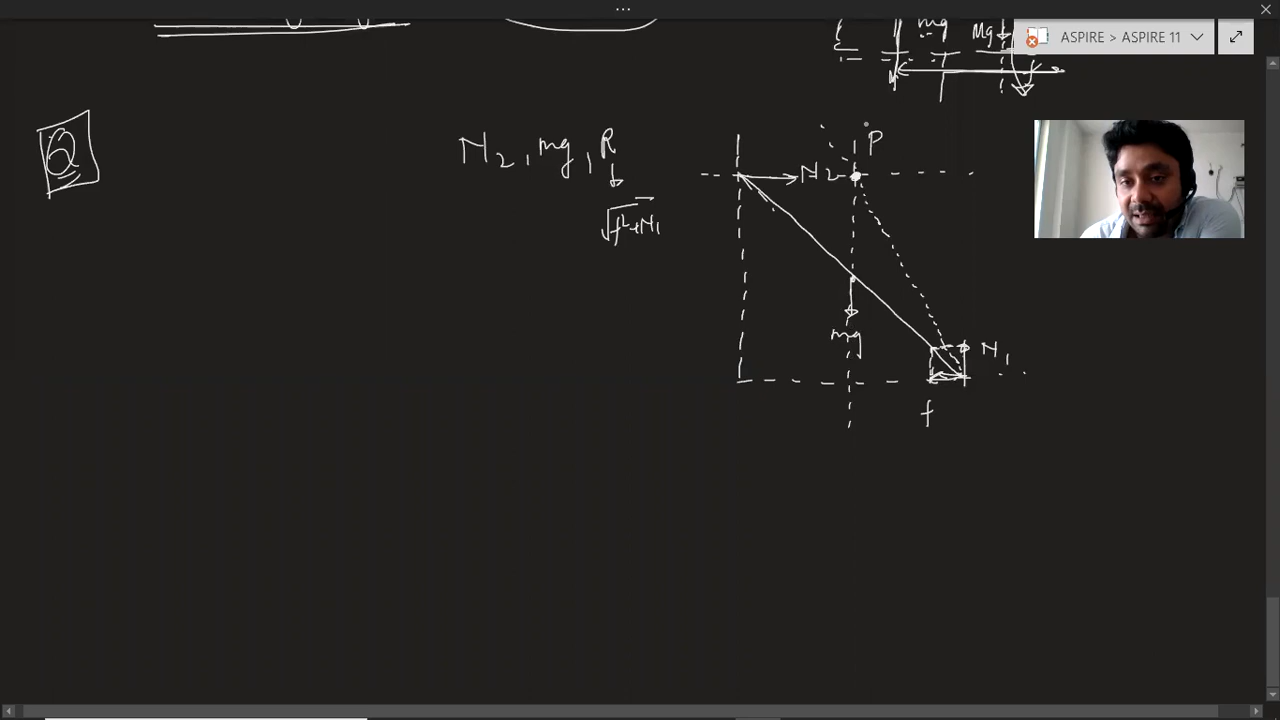 mg Mg
ASPIRE > ASPIRE 11
Q
N₂, mg, R
√f²+N₁
P
N₂
mg
N₁
f